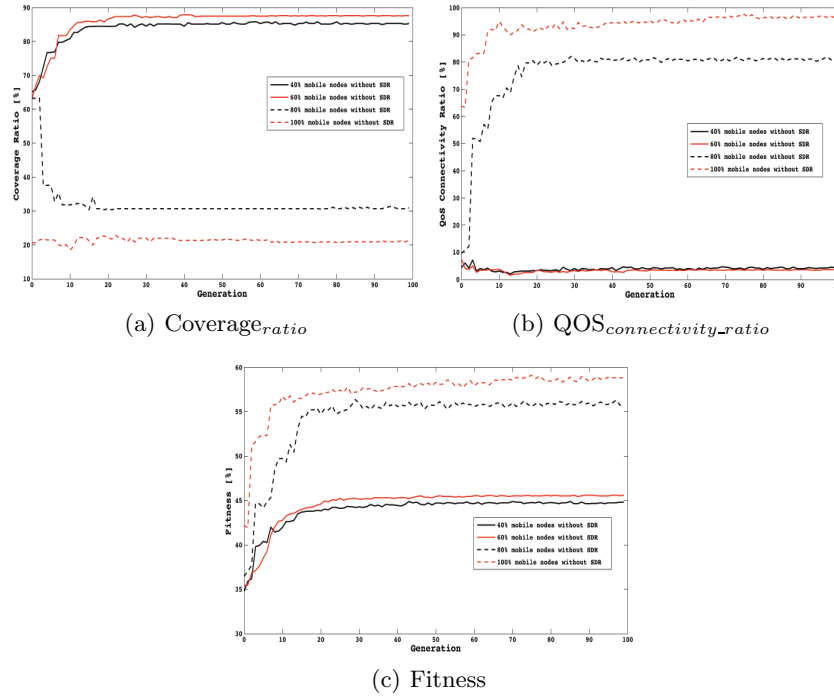 90
80
70
60
50
40
30
20
10
0
10
20
30
40
50
60
70
80
90
100
Coverage Ratio [%]
Generation
40% mobile nodes without SDR
60% mobile nodes without SDR
80% mobile nodes without SDR
100% mobile nodes without SDR
(a) Coverage_ratio
100
90
80
70
60
50
40
30
20
10
0
0
10
20
30
40
50
60
70
80
90
QoS Connectivity Ratio [%]
Generation
40% mobile nodes without SDR
60% mobile nodes without SDR
80% mobile nodes without SDR
100% mobile nodes without SDR
(b) QOS_connectivity_ratio
60
55
50
45
40
35
30
0
10
20
30
40
50
60
70
80
90
100
Fitness [%]
Generation
40% mobile nodes without SDR
60% mobile nodes without SDR
80% mobile nodes without SDR
100% mobile nodes without SDR
(c) Fitness